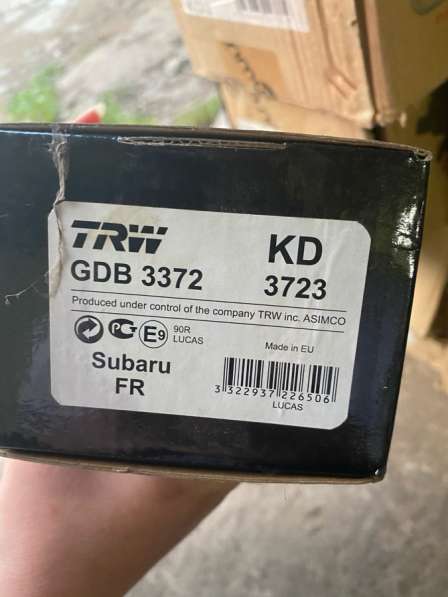 TRW
KD
GDB 3372
3723
Produced under control of the company TRW inc. ASIMCO
E9
90R
LUCAS
Made in EU
Subaru
FR
3 322937 226506
LUCAS